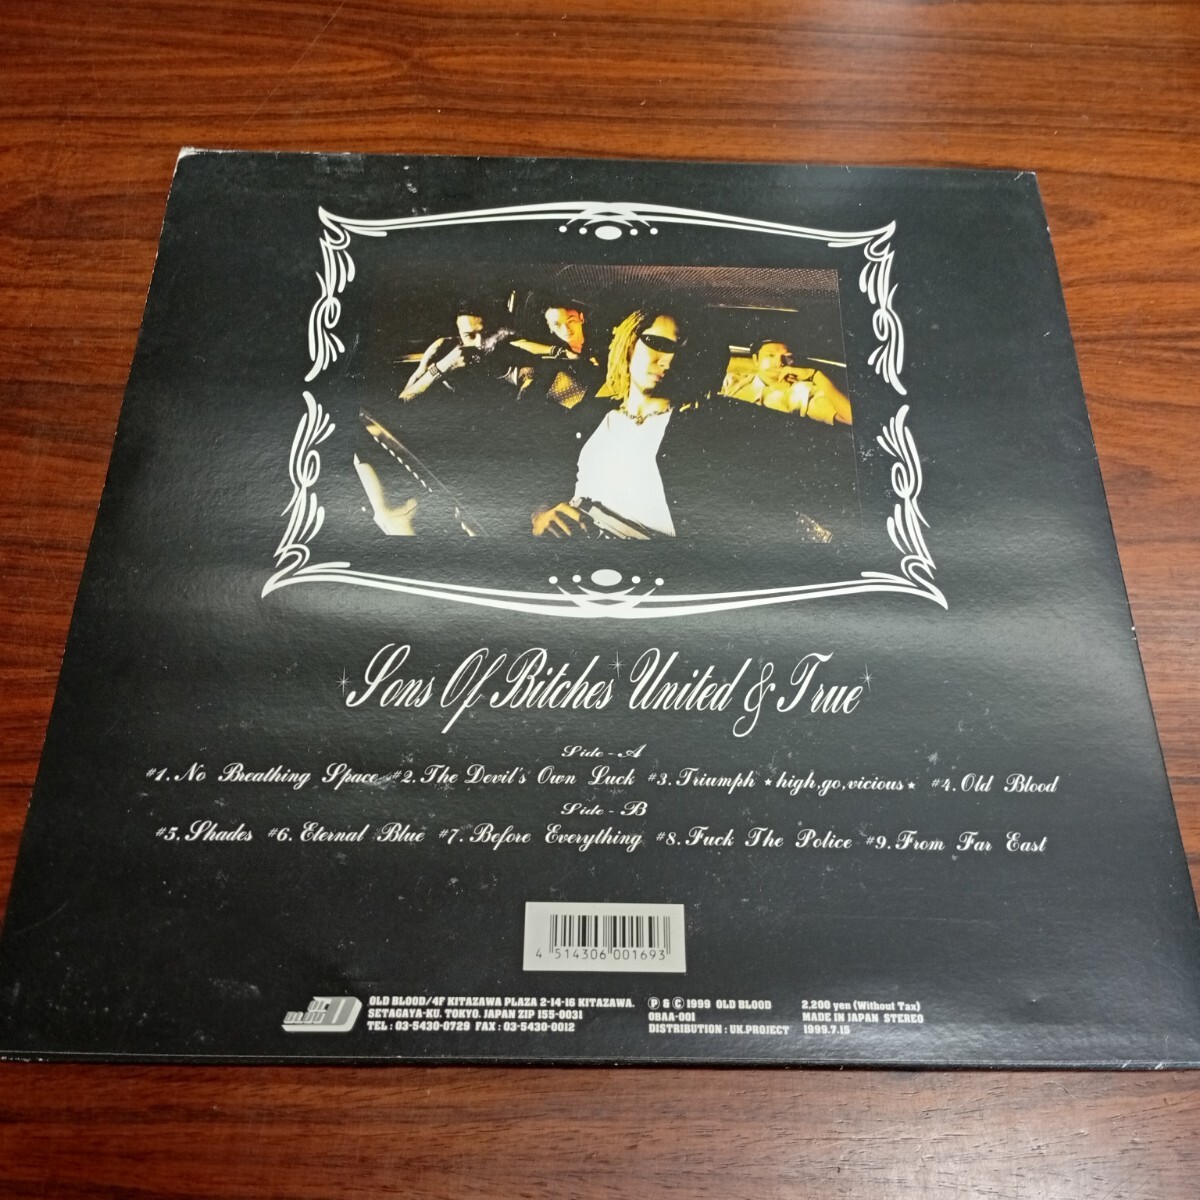 Sons Of Bitches United & True
Side - A
#1. No Breathing Space #2. The Devil's Own Luck #3. Triumph ★high,go,vicious★ #4. Old Blood
Side - B
#5. Shades #6. Eternal Blue #7. Before Everything #8. Fuck The Police #9. From Far East
4 514306 001693
OLD BLOOD/4F KITAZAWA PLAZA 2-14-16 KITAZAWA.
SETAGAYA-KU. TOKYO. JAPAN ZIP 155-0031
TEL : 03-5430-0729 FAX : 03-5430-0012
Ⓟ & © 1999 OLD BLOOD
OBAA-001
DISTRIBUTION : UK.PROJECT
2,200 yen (Without Tax)
MADE IN JAPAN STEREO
1999.7.15